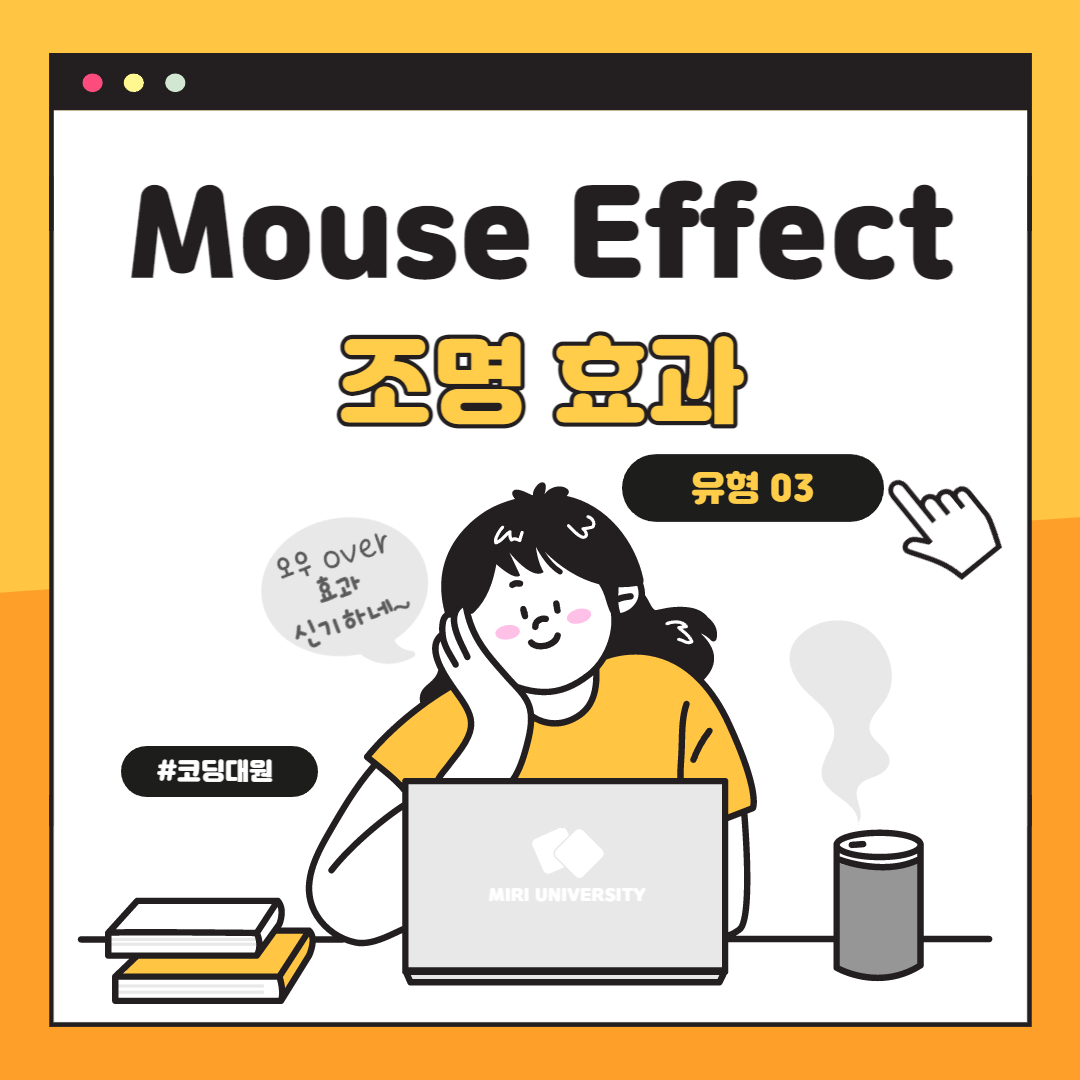 Mouse Effect
조명 효과
유형 03
오우 over
효과
신기하네~
#코딩대원
MIRI UNIVERSITY